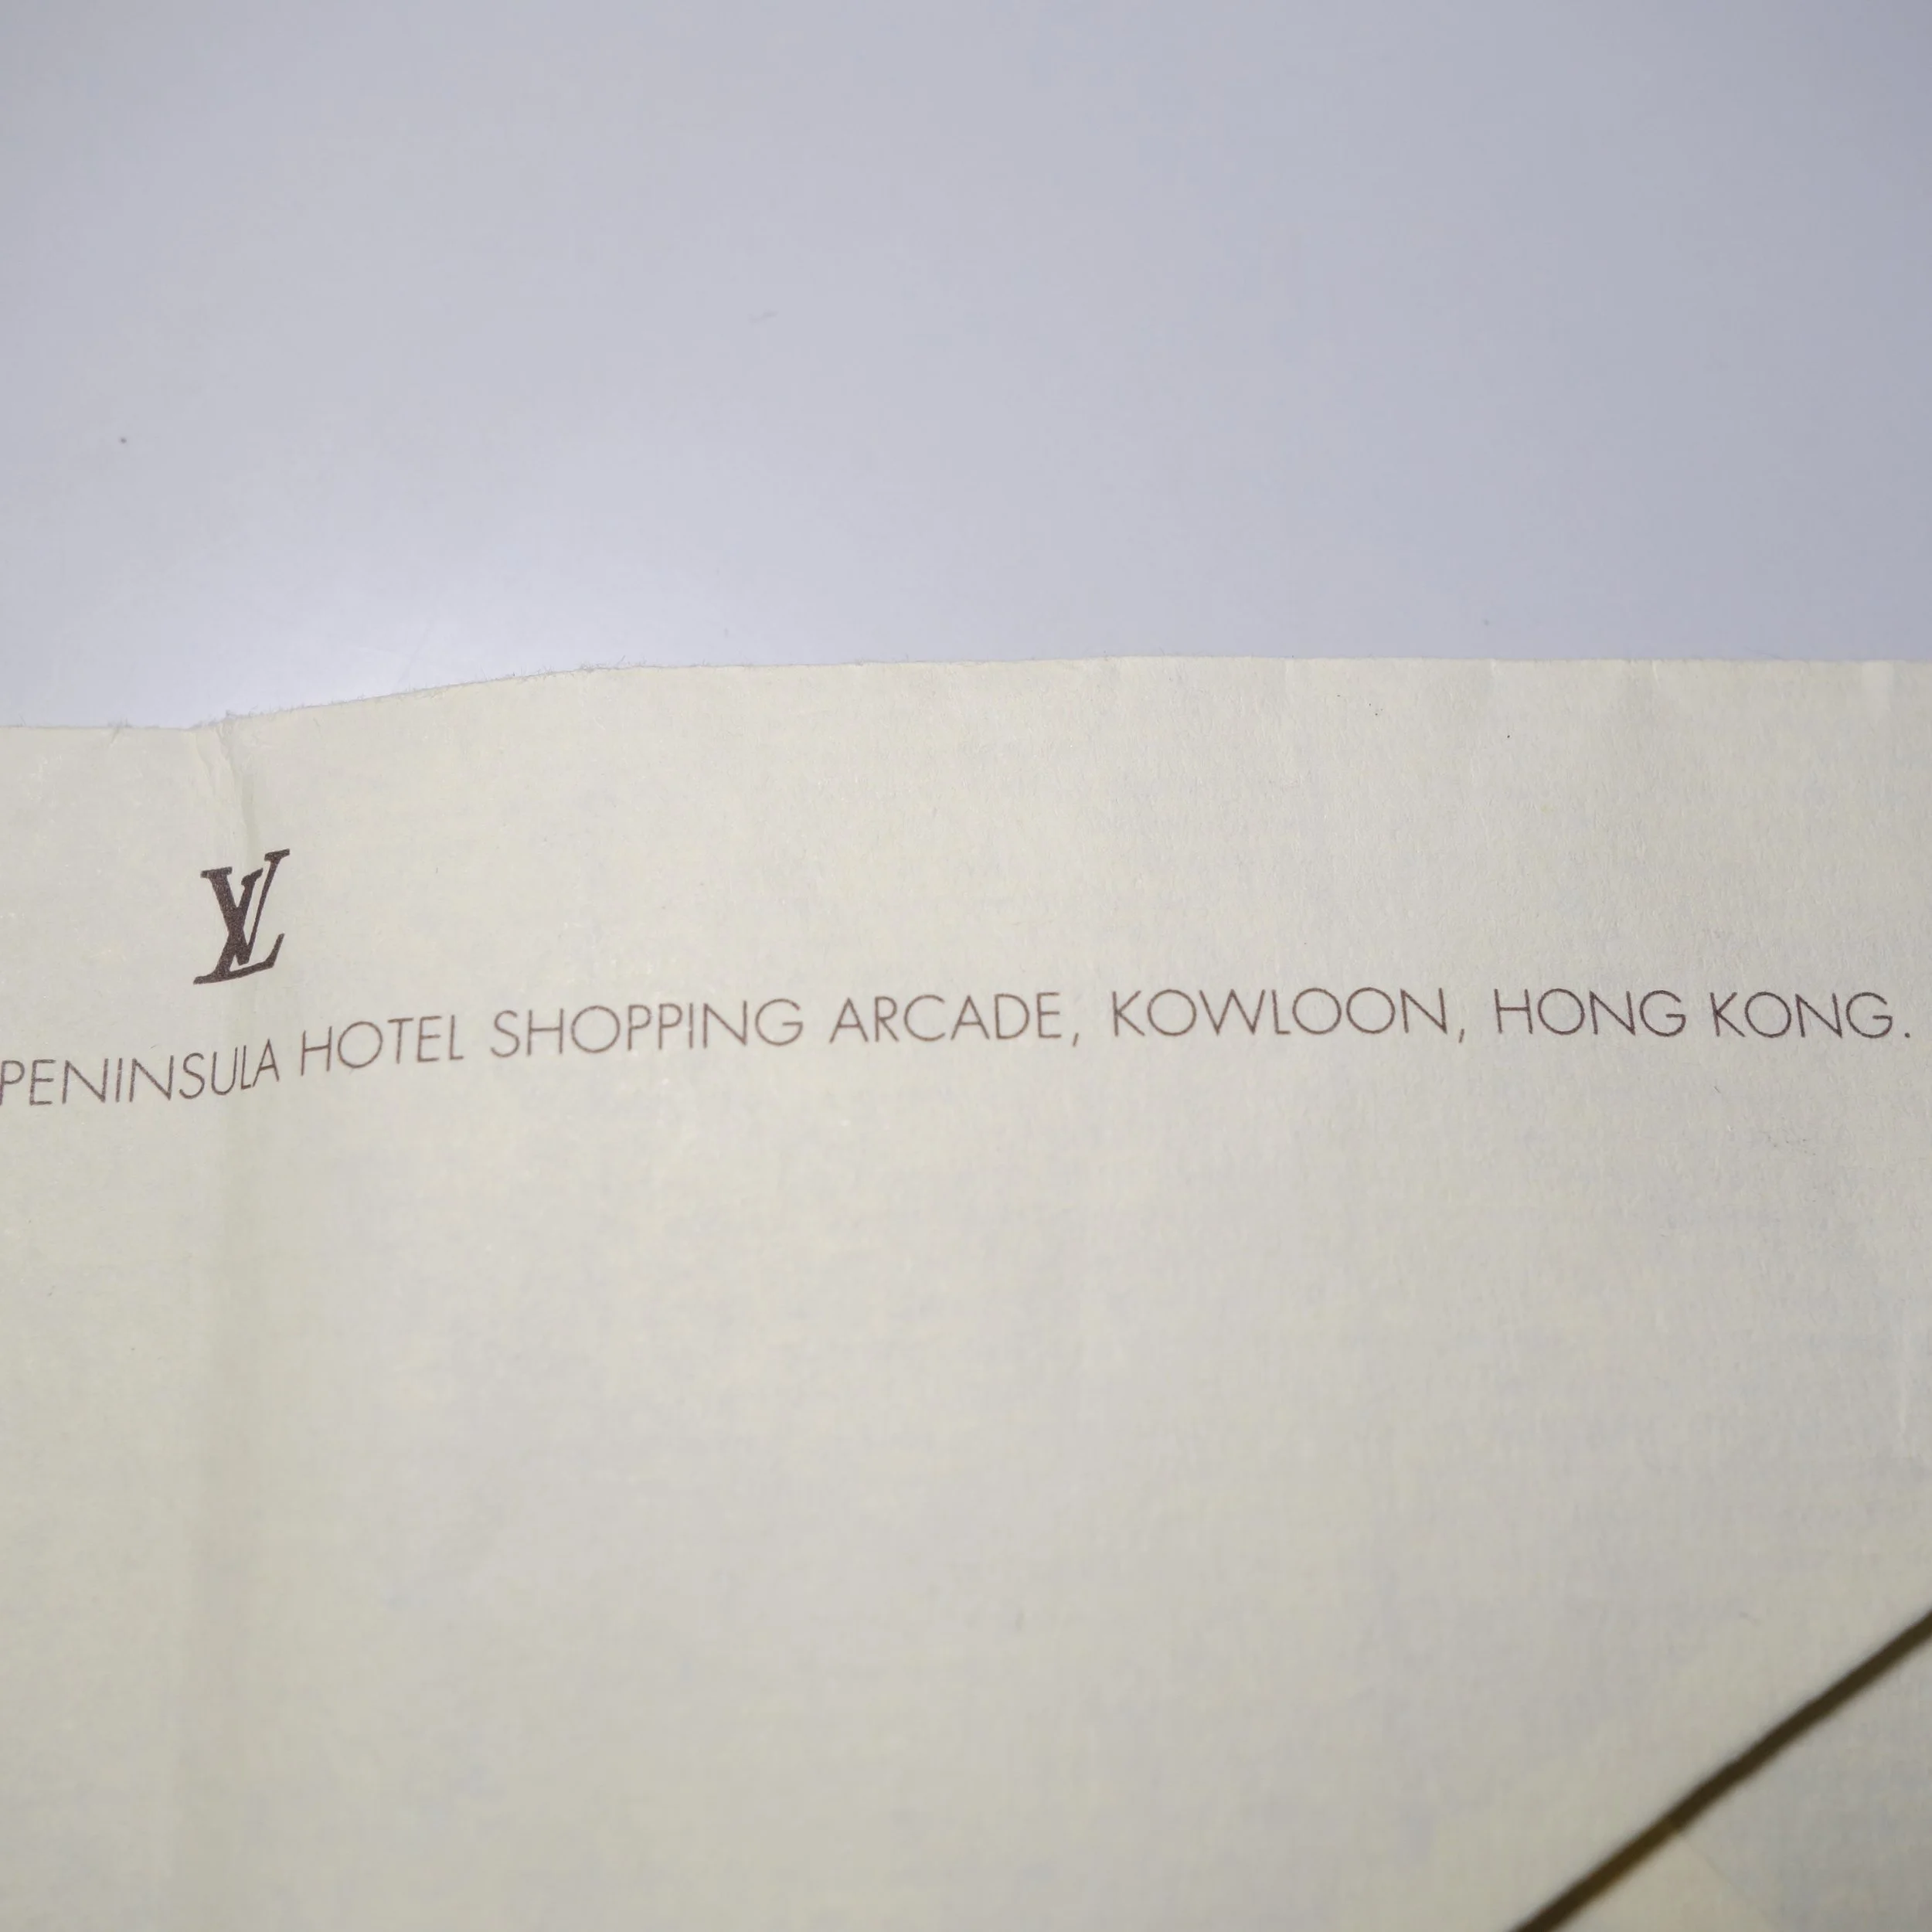 LV
PENINSULA HOTEL SHOPPING ARCADE, KOWLOON, HONG KONG.